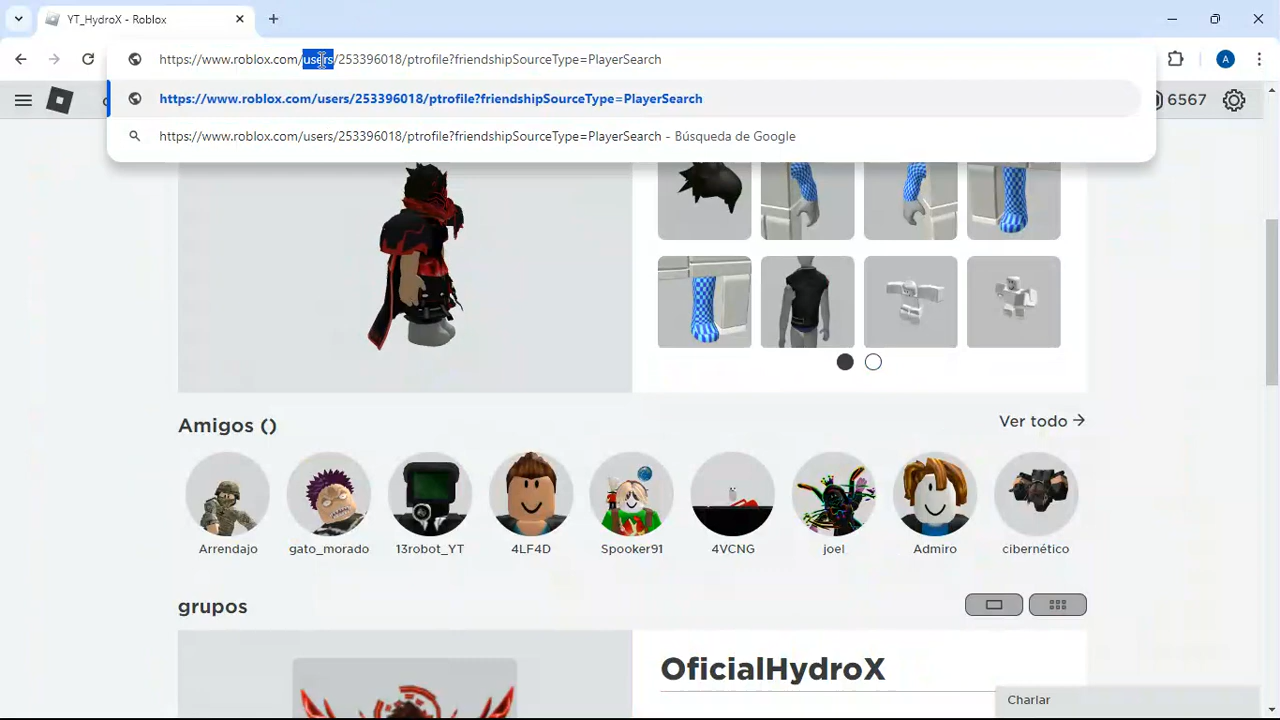 YT_HydroX - Roblox
https://www.roblox.com/users/253396018/ptrofile?friendshipSourceType=PlayerSearch
A
https://www.roblox.com/users/253396018/ptrofile?friendshipSourceType=PlayerSearch
6567
https://www.roblox.com/users/253396018/ptrofile?friendshipSourceType=PlayerSearch - Búsqueda de Google
Amigos ()
Ver todo
Arrendajo
gato_morado
13robot_YT
4LF4D
Spooker91
4VCNG
joel
Admiro
cibernético
grupos
OficialHydroX
Charlar